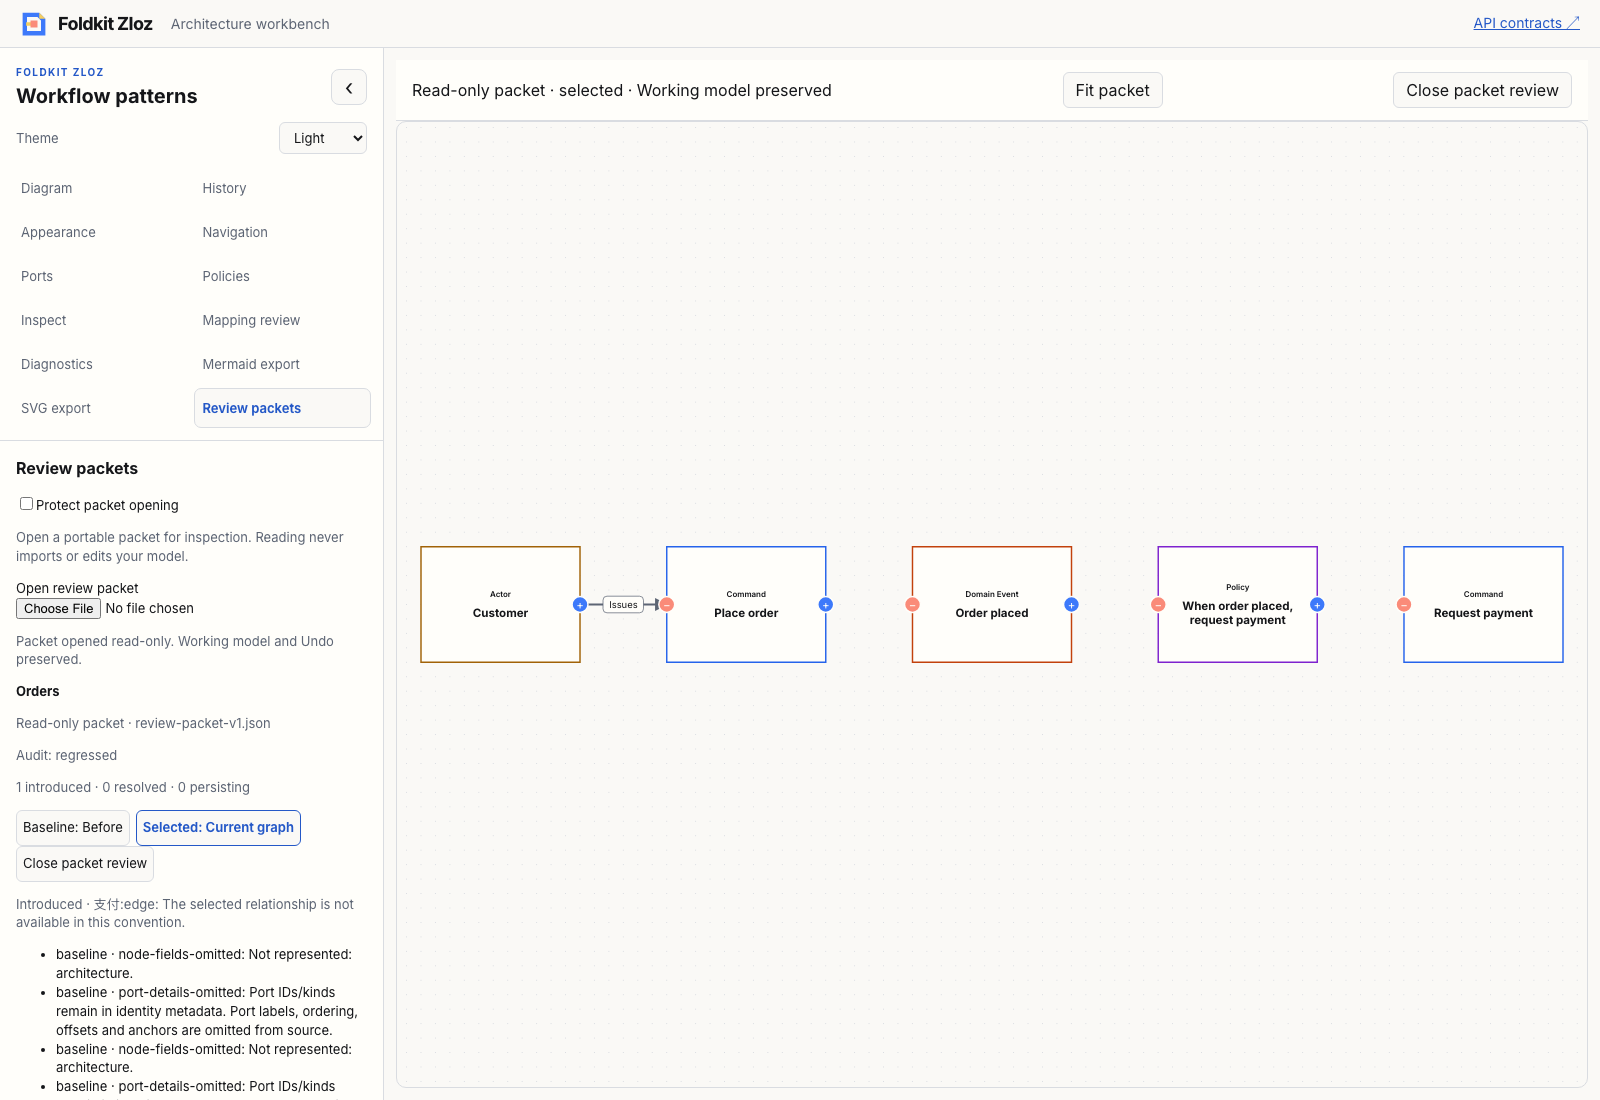 Foldkit Zloz
Architecture workbench
API contracts ↗
FOLDKIT ZLOZ
Workflow patterns
Theme
Light
Diagram
History
Appearance
Navigation
Ports
Policies
Inspect
Mapping review
Diagnostics
Mermaid export
SVG export
Review packets
Review packets
Protect packet opening
Open a portable packet for inspection. Reading never
imports or edits your model.
Open review packet
Choose File No file chosen
Packet opened read-only. Working model and Undo
preserved.
Orders
Read-only packet · review-packet-v1.json
Audit: regressed
1 introduced · 0 resolved · 0 persisting
Baseline: Before
Selected: Current graph
Close packet review
Introduced · 支付:edge: The selected relationship is not
available in this convention.
• baseline · node-fields-omitted: Not represented:
architecture.
• baseline · port-details-omitted: Port IDs/kinds
remain in identity metadata. Port labels, ordering,
offsets and anchors are omitted from source.
• baseline · node-fields-omitted: Not represented:
architecture.
• baseline · port-details-omitted: Port IDs/kinds
Read-only packet · selected · Working model preserved
Fit packet
Close packet review
Actor
Customer
Issues
Command
Place order
Domain Event
Order placed
Policy
When order placed,
request payment
Command
Request payment